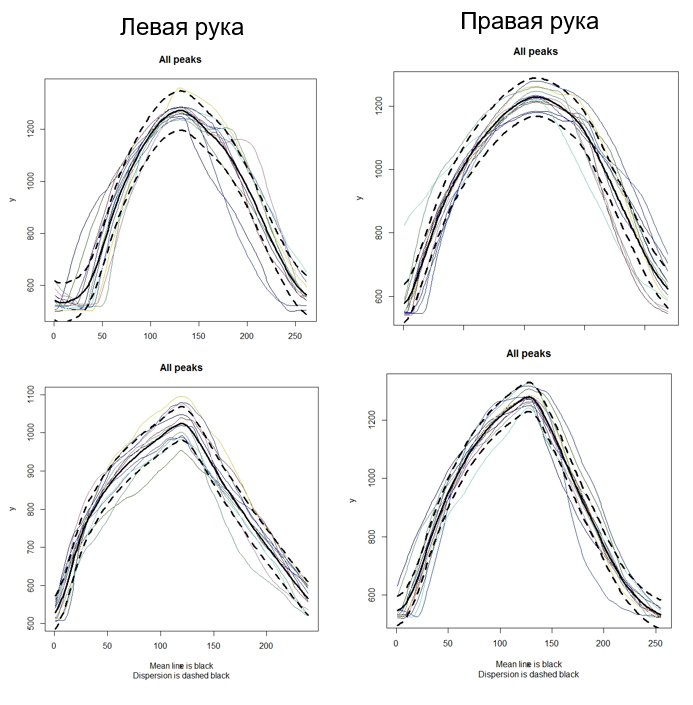 Левая рука
Правая рука
All peaks
y
600 800 1000 1200
0 50 100 150 200 250
All peaks
y
600 800 1000 1200
All peaks
y
500 600 700 800 900 1000 1100
0 50 100 150 200
Mean line is black
Dispersion is dashed black
All peaks
y
600 800 1000 1200
0 50 100 150 200 250
Mean line is black
Dispersion is dashed black